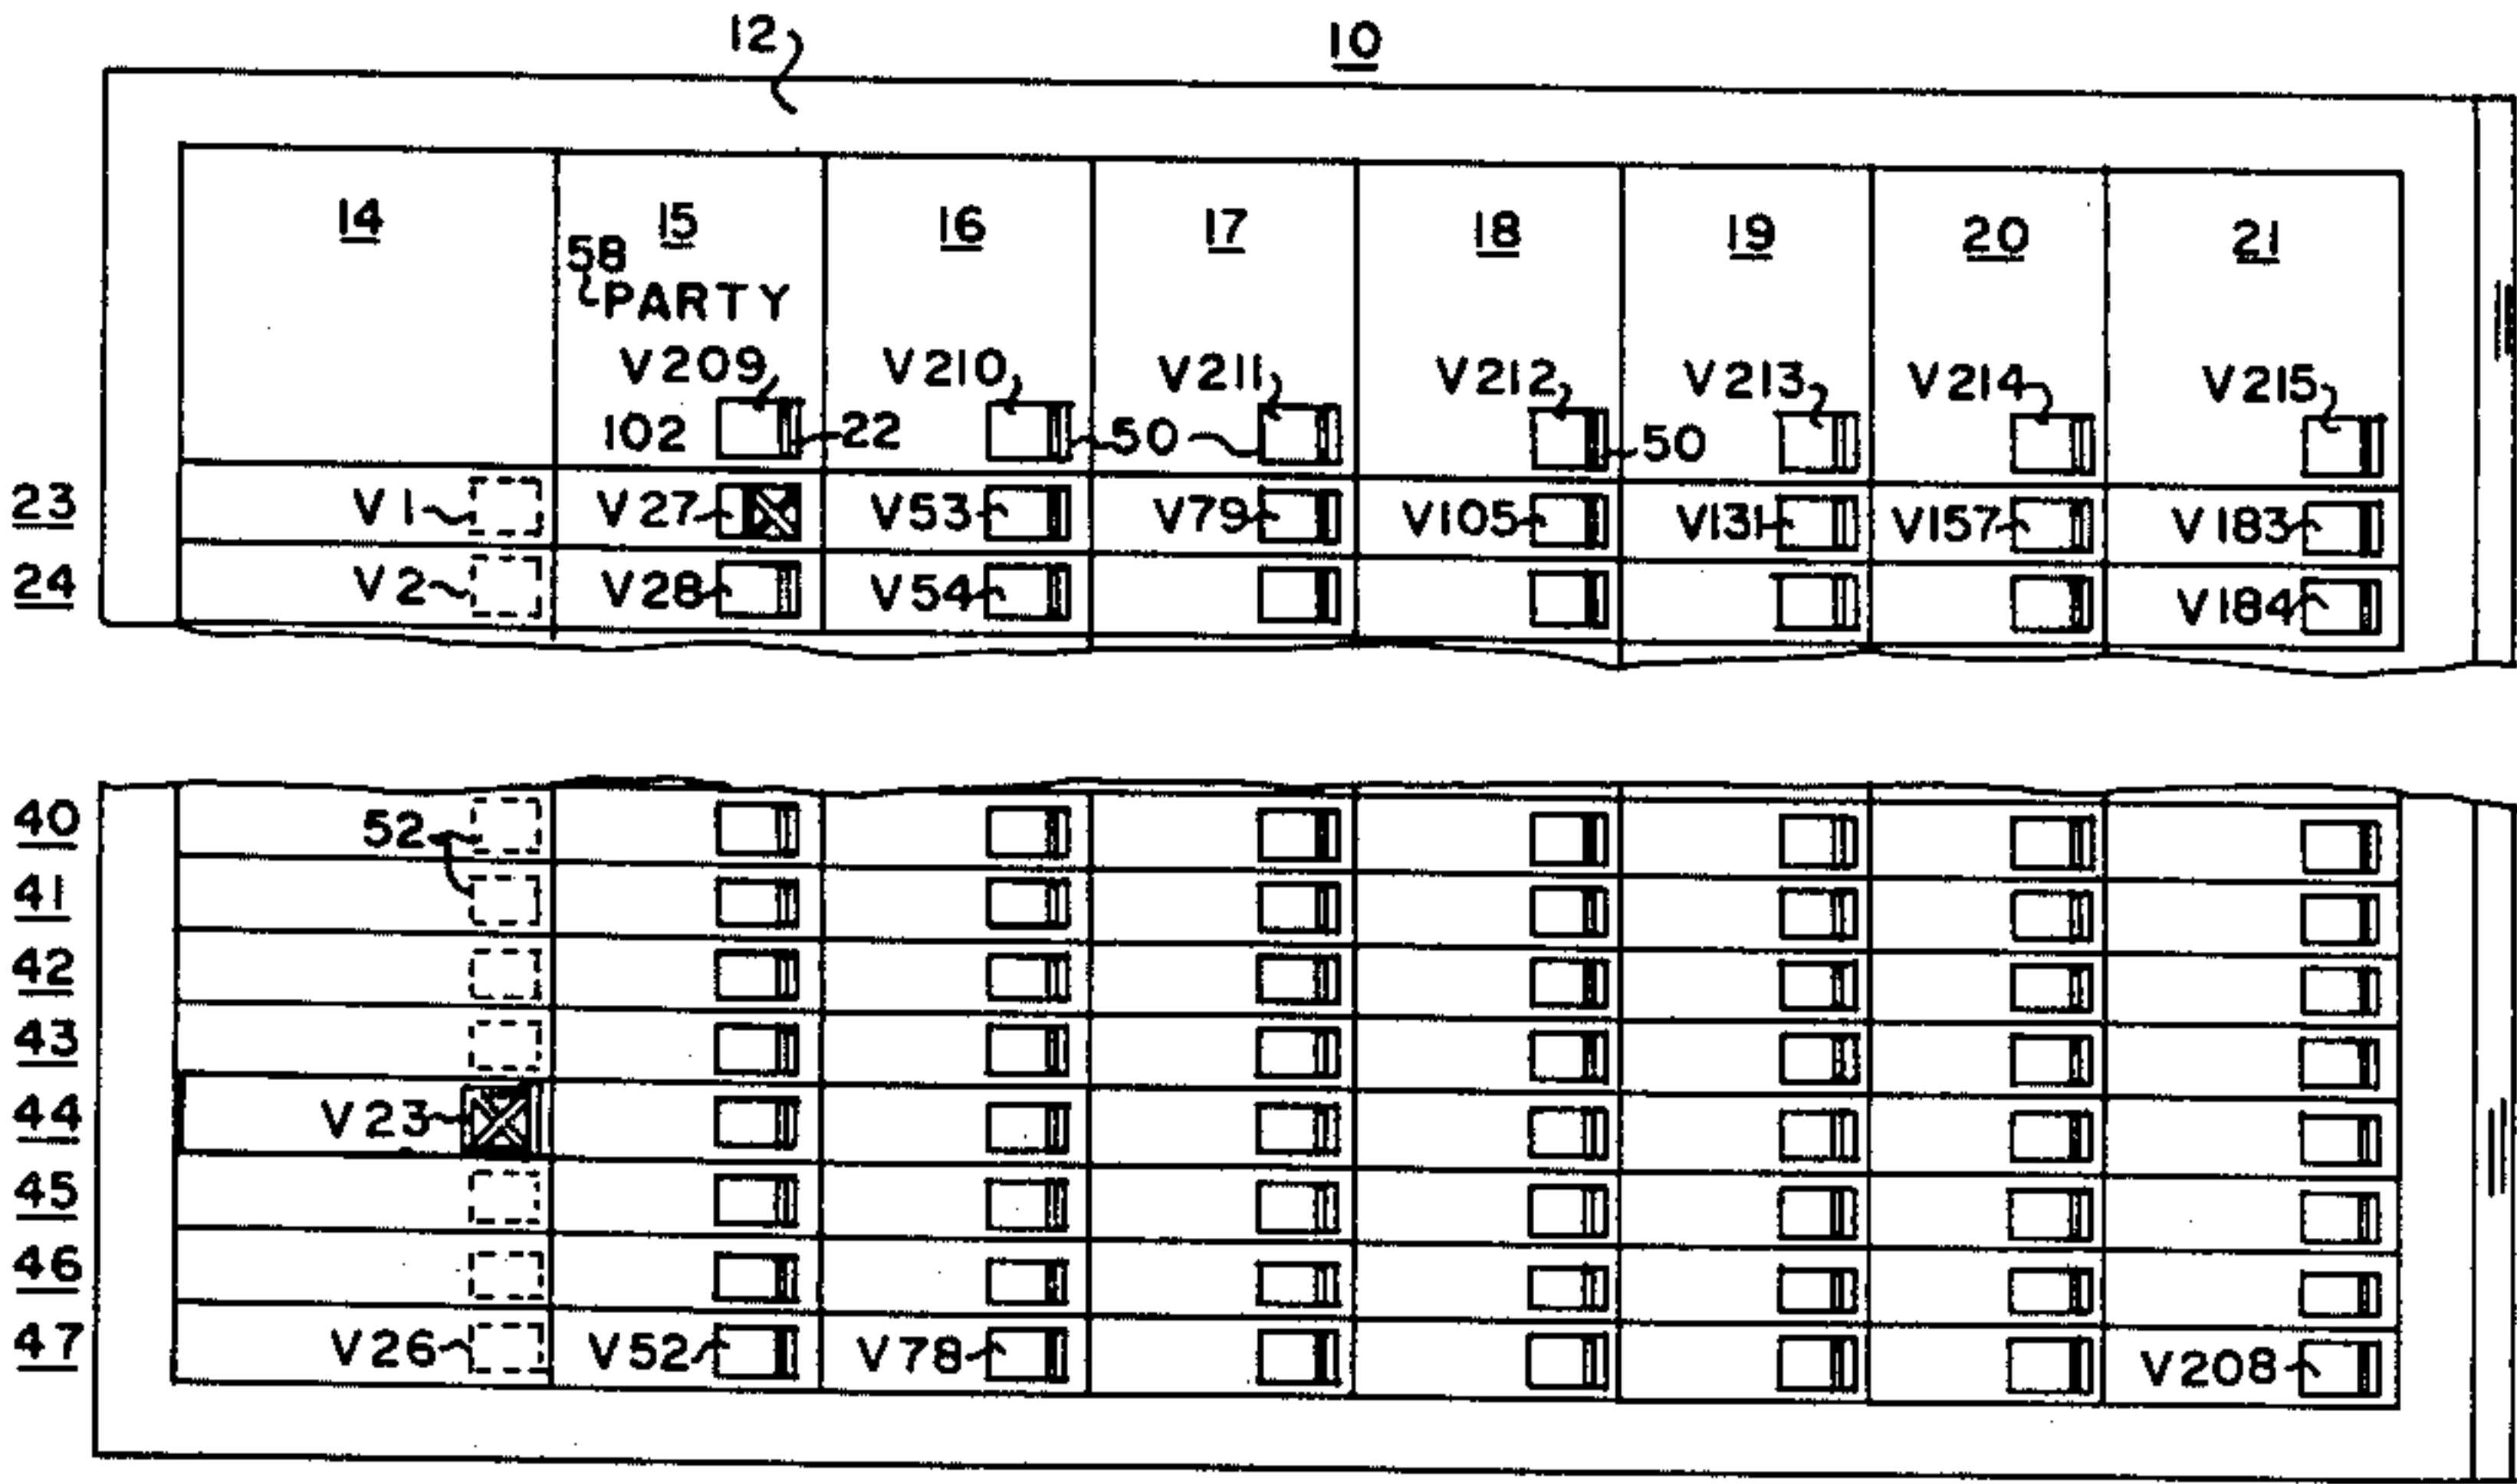 12 10
14 15 16 17 18 19 20 21
58
PARTY
V209 V210 V211 V212 V213 V214 V215
102 22 50 50
23 V1 V27 V53 V79 V105 V131 V157 V183
24 V2 V28 V54 V184
40 52
41
42
43
44 V23
45
46
47 V26 V52 V78 V208